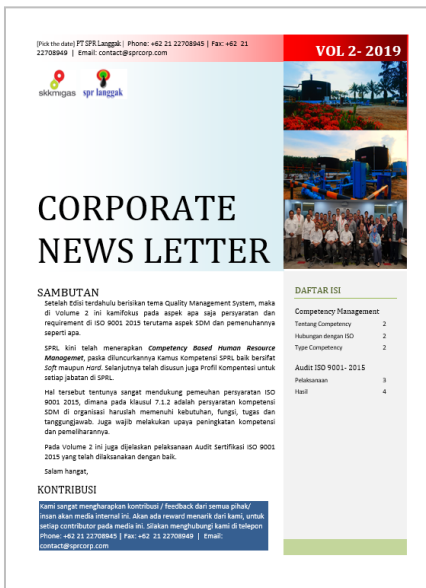 [Pick the date] PT SPR Langgak | Phone: +62 21 22708945 | Fax: +62 21
22708949 | Email: contact@sprcorp.com
VOL 2- 2019
skkmigas spr langgak
CORPORATE
NEWS LETTER
SAMBUTAN
Setelah Edisi terdahulu berisikan tema Quality Management System, maka
di Volume 2 ini kamifokus pada aspek apa saja persyaratan dan
requirement di ISO 9001 2015 terutama aspek SDM dan pemenuhannya
seperti apa.
SPRL kini telah menerapkan Competency Based Human Resource
Managemet, paska diluncurkannya Kamus Kompetensi SPRL baik bersifat
Soft maupun Hard. Selanjutnya telah disusun juga Profil Kompentesi untuk
setiap jabatan di SPRL.
Hal tersebut tentunya sangat mendukung pemeuhan persyaratan ISO
9001 2015, dimana pada klausul 7.1.2 adalah persyaratan kompetensi
SDM di organisasi haruslah memenuhi kebutuhan, fungsi, tugas dan
tanggungjawab. Juga wajib melakukan upaya peningkatan kompetensi
dan pemeliharannya.
Pada Volume 2 ini juga dijelaskan pelaksanaan Audit Sertifikasi ISO 9001
2015 yang telah dilaksanakan dengan baik.
Salam hangat,
KONTRIBUSI
Kami sangat mengharapkan kontribusi / feedback dari semua pihak/
insan akan media internal ini. Akan ada reward menarik dari kami, untuk
setiap contributor pada media ini. Silakan menghubungi kami di telepon
Phone: +62 21 22708945 | Fax: +62 21 22708949 | Email:
contact@sprcorp.com
DAFTAR ISI
Competency Management
Tentang Competency 2
Hubungan dengan ISO 2
Type Competency 2
Audit ISO 9001- 2015
Pelaksanaan 3
Hasil 4